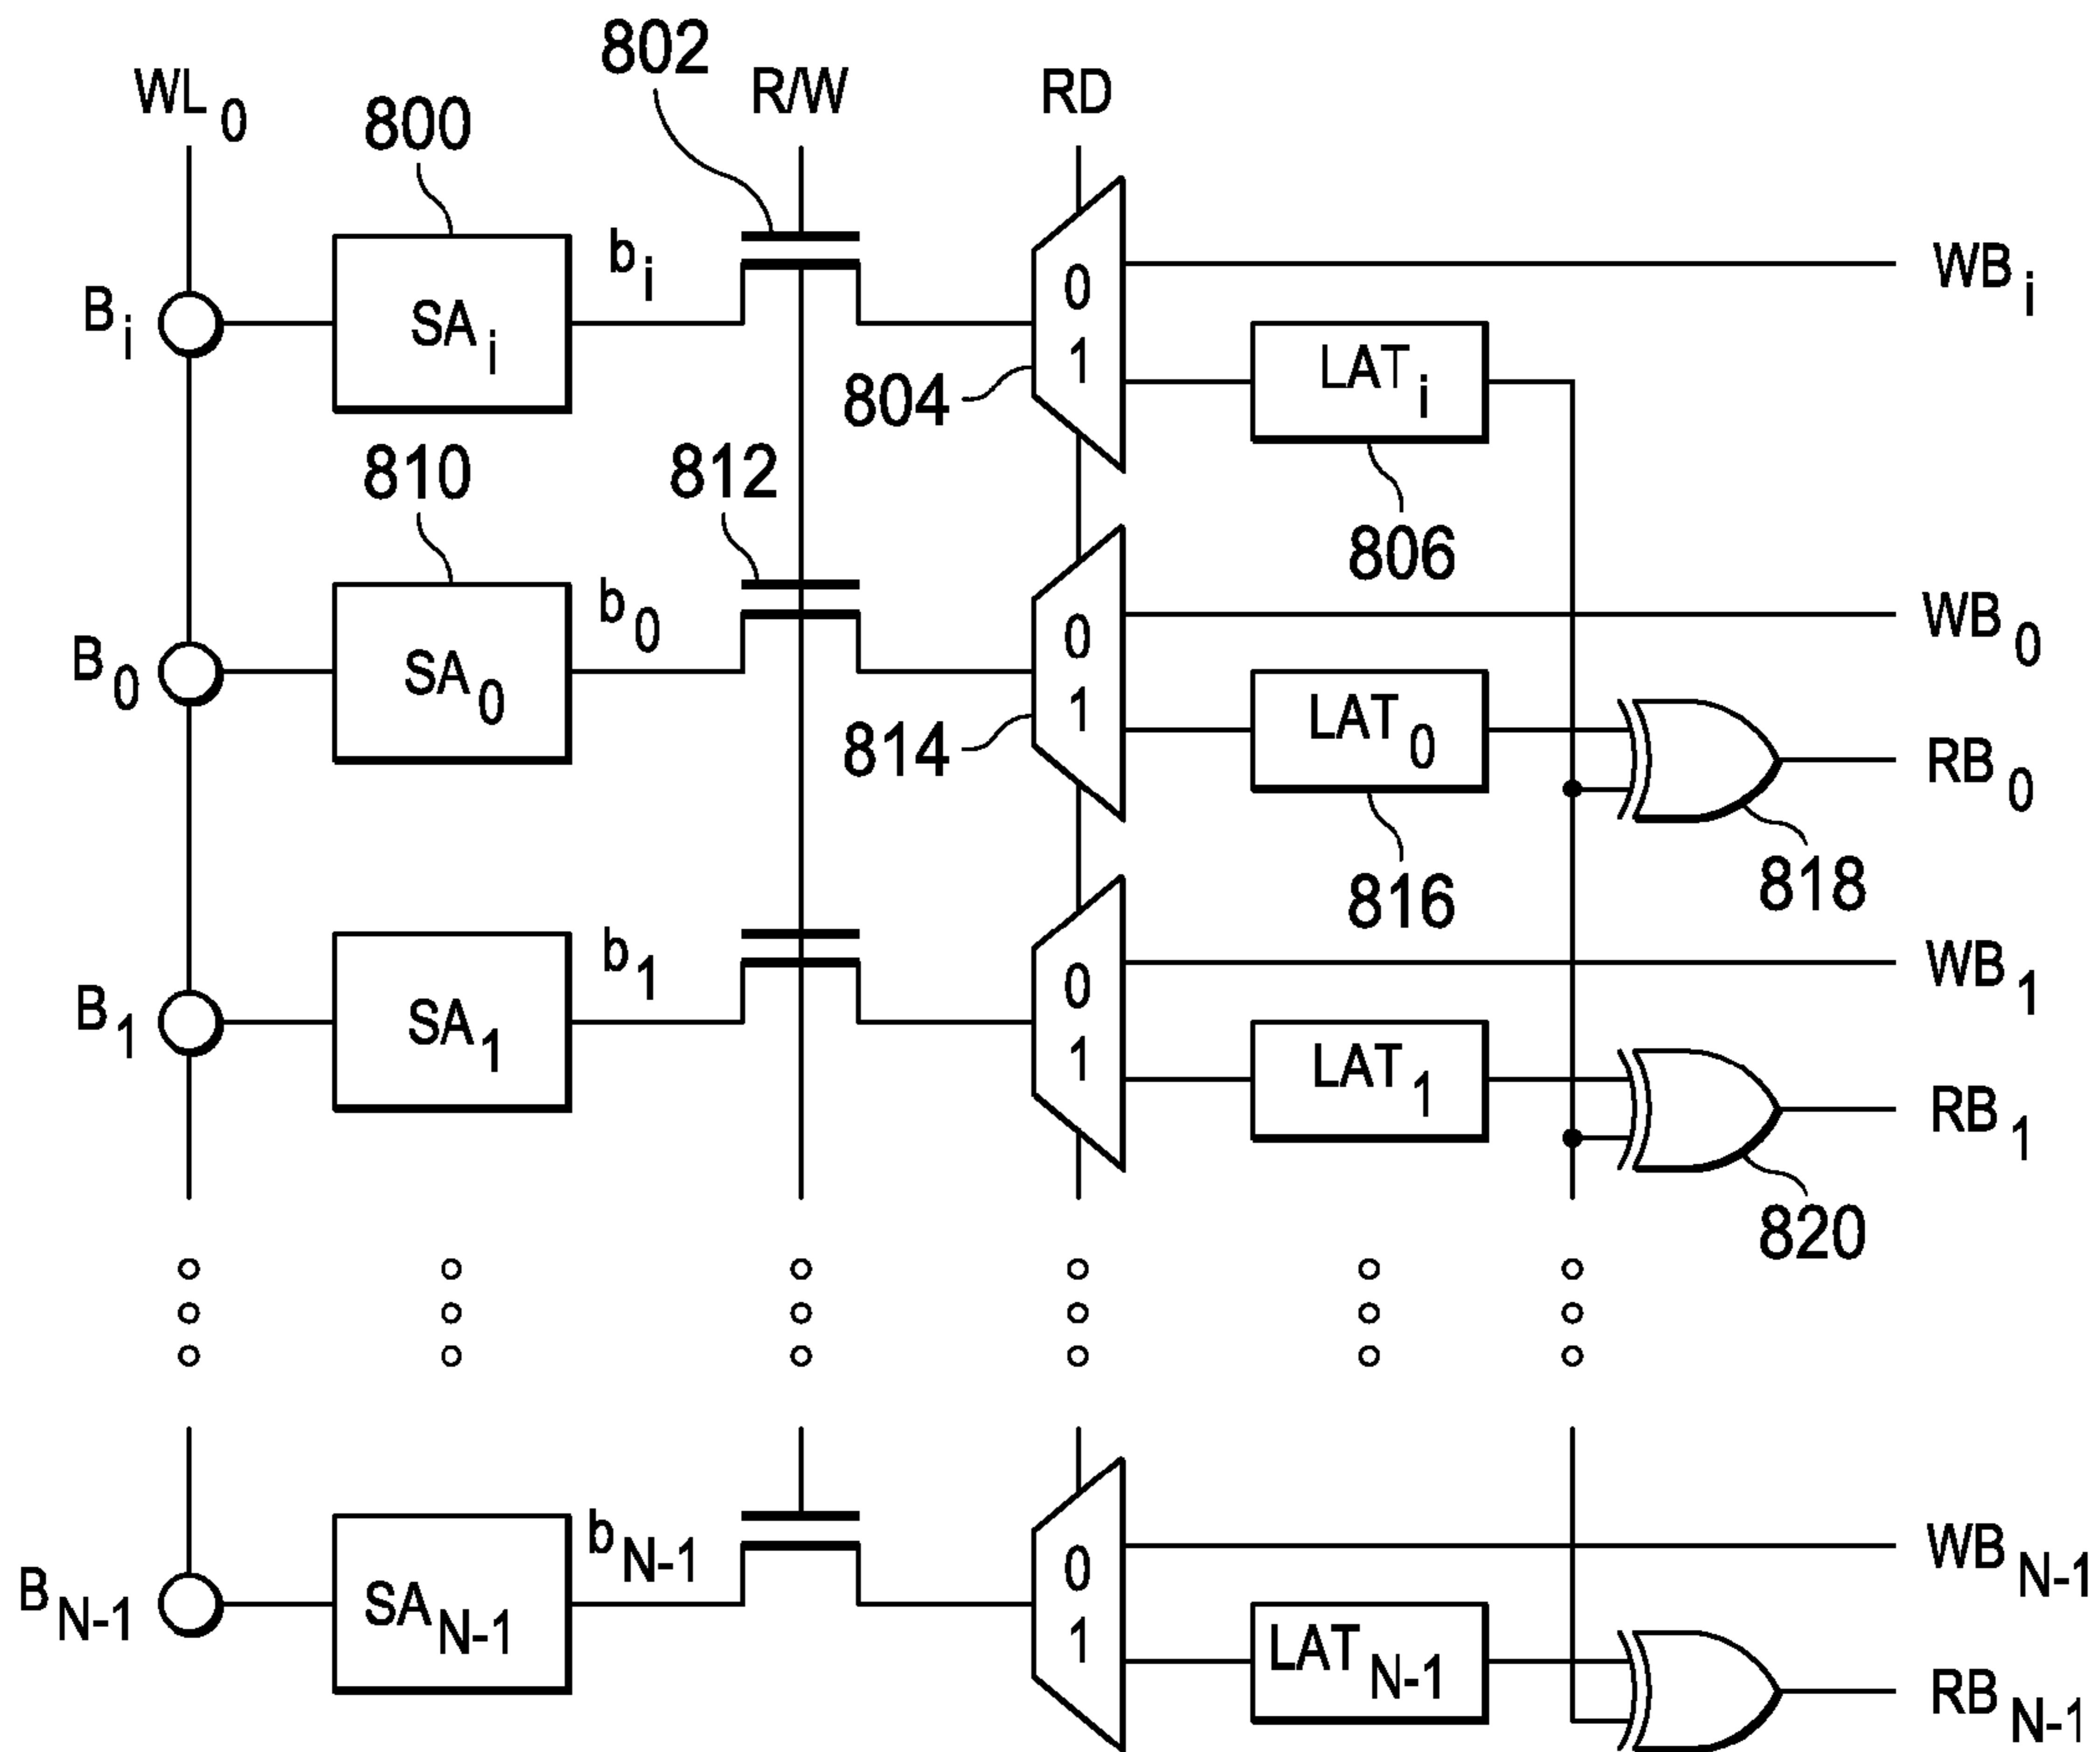 802
WL0 R/W RD
800
bi WBi
Bi SAi 0
1 LATi
804
810 812 806
b0 WB0
B0 SA0 0
1 LAT0
814 RB0
818
816
b1 WB1
B1 SA1 0
1 LAT1
RB1
820
bN-1 WBN-1
BN-1 SAN-1 0
1 LATN-1
RBN-1